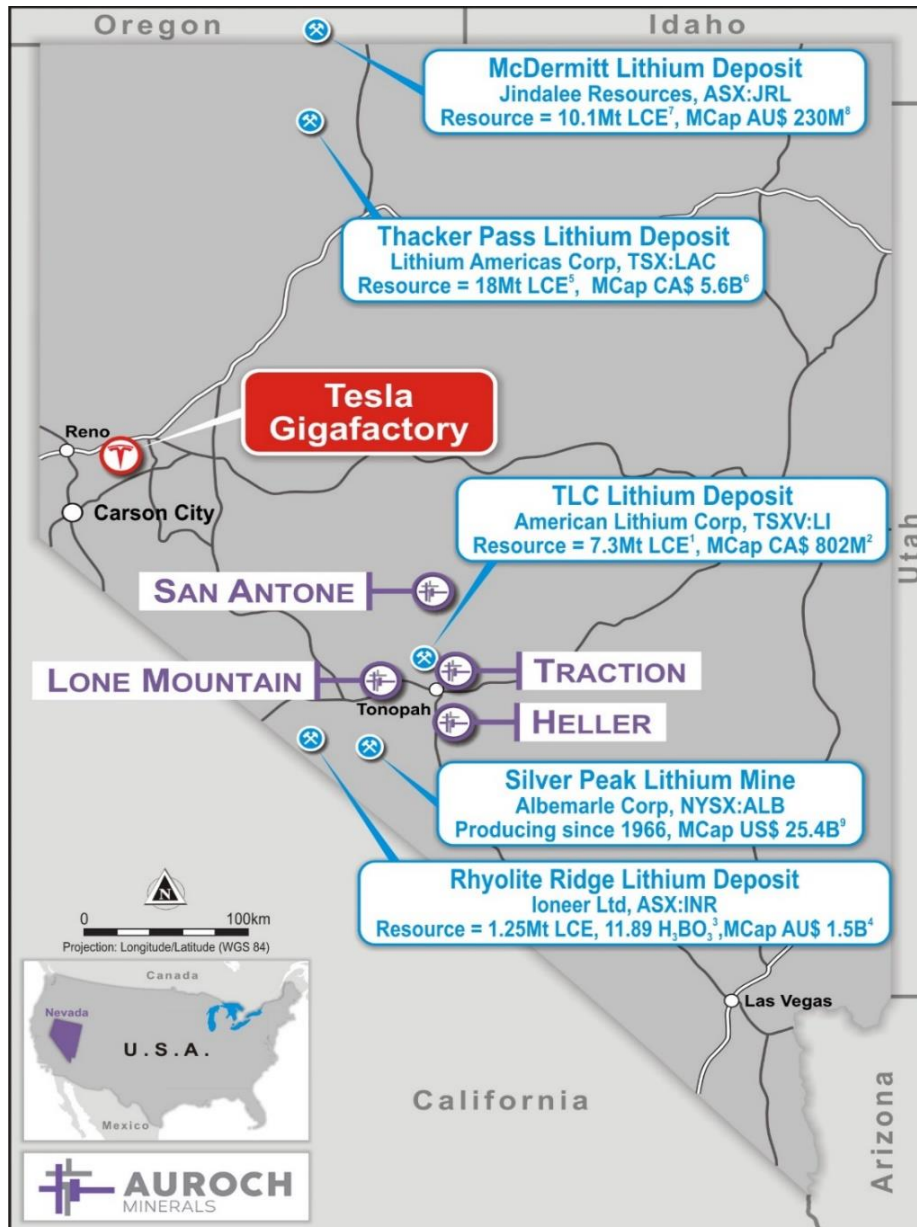 Oregon
Idaho
McDermitt Lithium Deposit
Jindalee Resources, ASX:JRL
Resource = 10.1Mt LCE⁷, MCap AU$ 230M⁸
Thacker Pass Lithium Deposit
Lithium Americas Corp, TSX:LAC
Resource = 18Mt LCE⁵, MCap CA$ 5.6B⁶
Tesla
Gigafactory
Reno
Carson City
TLC Lithium Deposit
American Lithium Corp, TSXV:LI
Resource = 7.3Mt LCE¹, MCap CA$ 802M²
Utah
SAN ANTONE
LONE MOUNTAIN
TRACTION
Tonopah
HELLER
Silver Peak Lithium Mine
Albemarle Corp, NYSX:ALB
Producing since 1966, MCap US$ 25.4B⁹
Rhyolite Ridge Lithium Deposit
Ioneer Ltd, ASX:INR
Resource = 1.25Mt LCE, 11.89 H₃BO₃³,MCap AU$ 1.5B⁴
N
0 100km
Projection: Longitude/Latitude (WGS 84)
Canada
Nevada
U.S.A.
Mexico
Las Vegas
California
Arizona
AUROCH
MINERALS